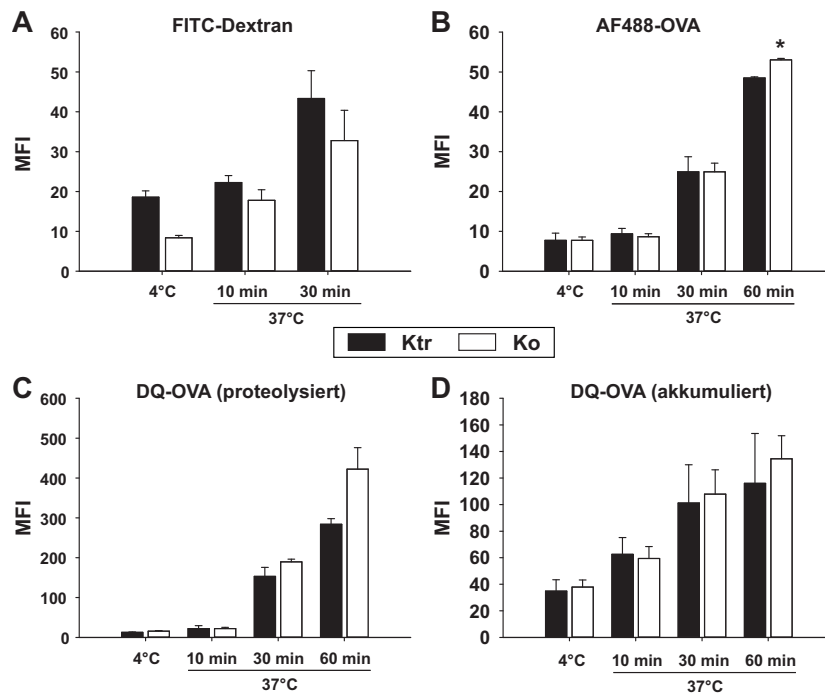 A
FITC-Dextran
MFI
60
50
40
30
20
10
0
4°C
10 min
30 min
37°C
B
AF488-OVA
*
MFI
60
50
40
30
20
10
0
4°C
10 min
30 min
60 min
37°C
Ktr
Ko
C
DQ-OVA (proteolysiert)
MFI
600
500
400
300
200
100
0
4°C
10 min
30 min
60 min
37°C
D
DQ-OVA (akkumuliert)
MFI
180
160
140
120
100
80
60
40
20
0
4°C
10 min
30 min
60 min
37°C